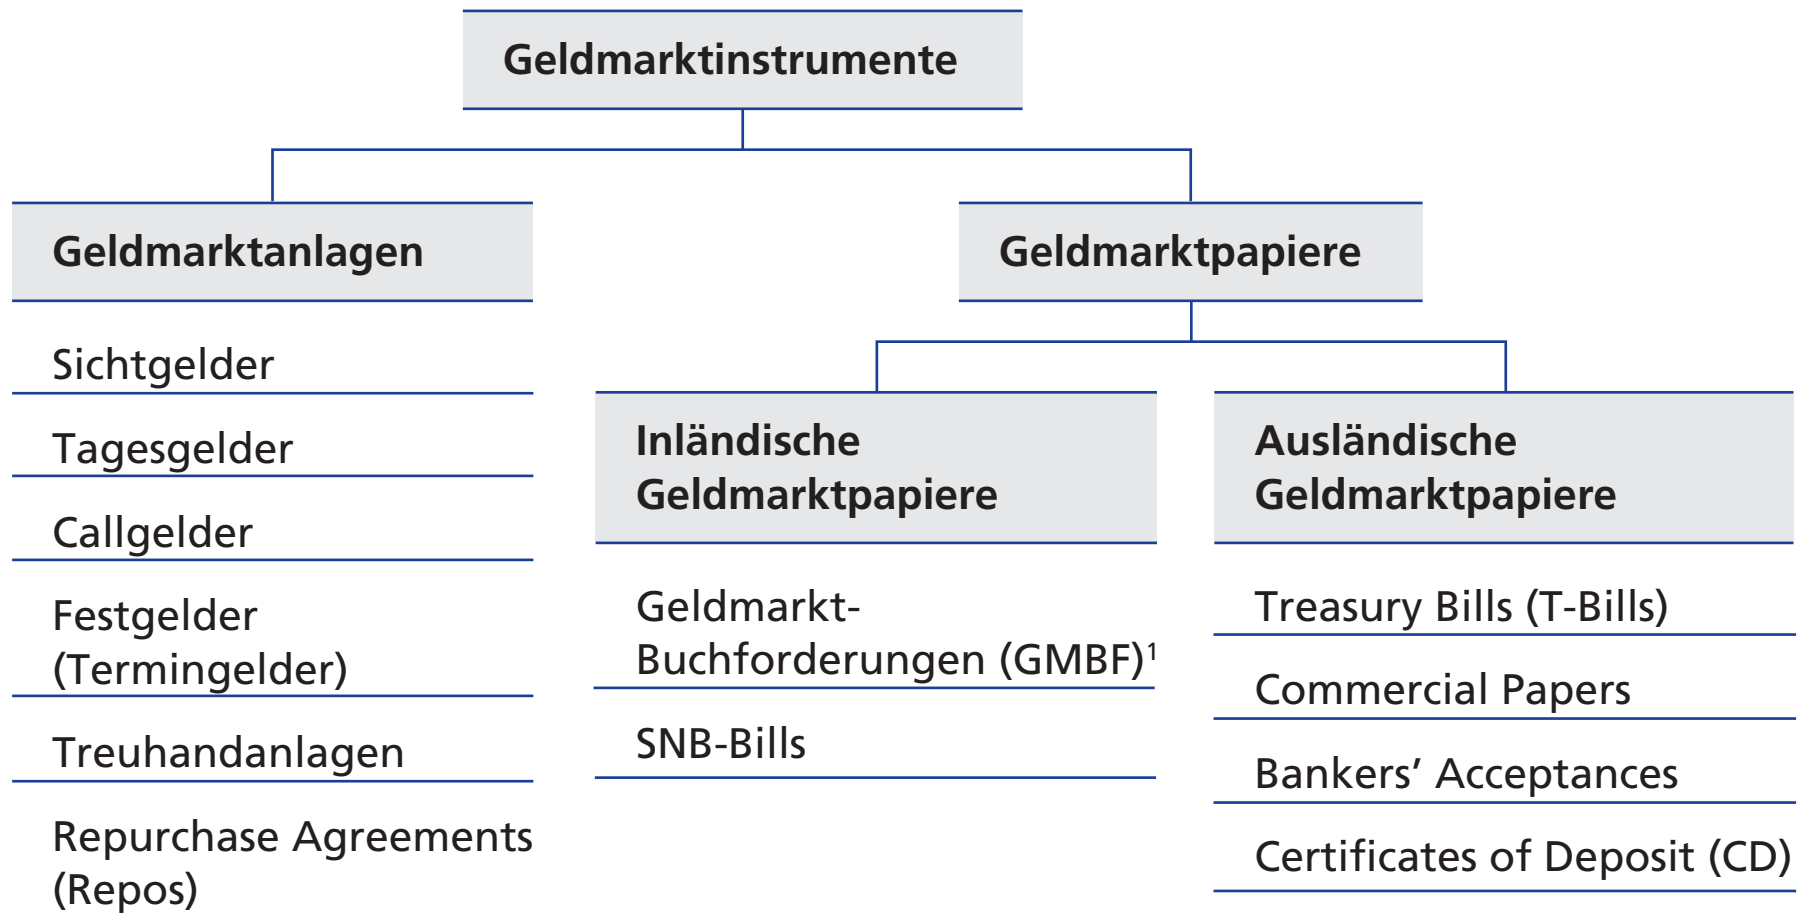 Geldmarktinstrumente
Geldmarktanlagen
Sichtgelder
Tagesgelder
Callgelder
Festgelder
(Termingelder)
Treuhandanlagen
Repurchase Agreements
(Repos)
Geldmarktpapiere
Inländische
Geldmarktpapiere
Geldmarkt-
Buchforderungen (GMBF)¹
SNB-Bills
Ausländische
Geldmarktpapiere
Treasury Bills (T-Bills)
Commercial Papers
Bankers’ Acceptances
Certificates of Deposit (CD)